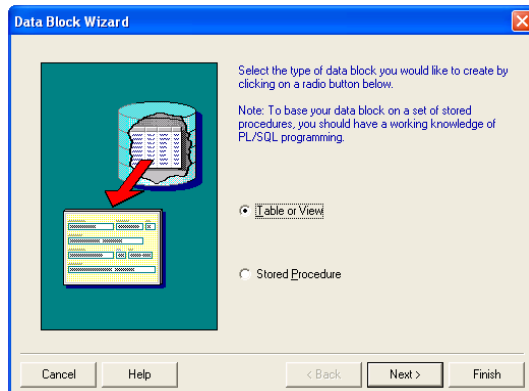 Data Block Wizard
Select the type of data block you would like to create by
clicking on a radio button below.
Note: To base your data block on a set of stored
procedures, you should have a working knowledge of
PL/SQL programming.
Table or View
Stored Procedure
Cancel
Help
< Back
Next >
Finish